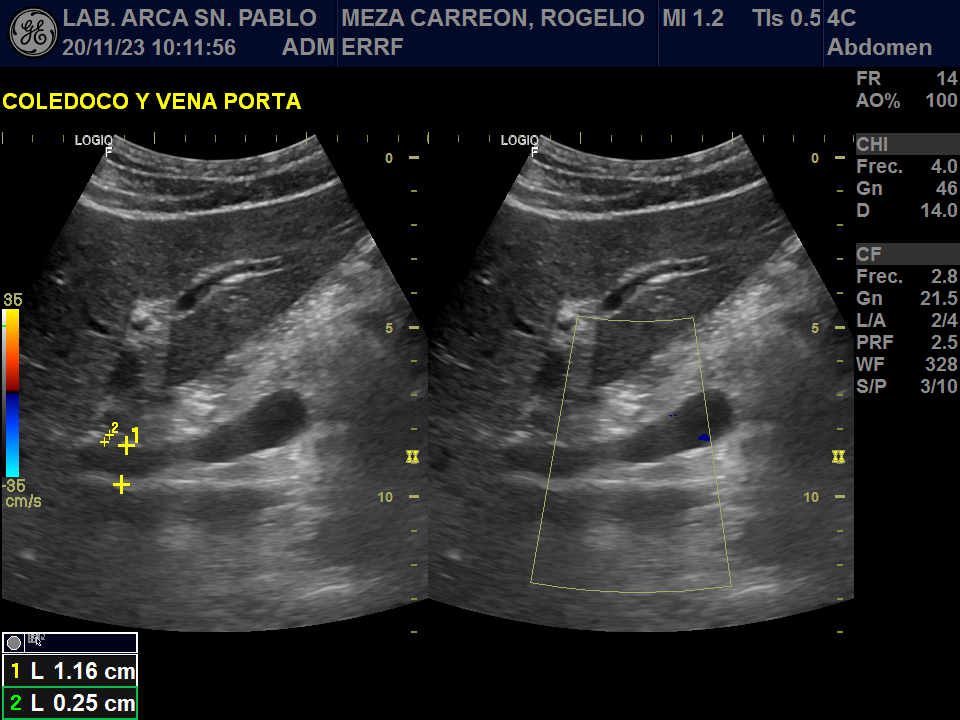 LAB. ARCA SN. PABLO
MEZA CARREON, ROGELIO
MI 1.2 TIs 0.5
4C
20/11/23 10:11:56 ADM
ERRF
Abdomen
COLEDOCO Y VENA PORTA
FR 14
AO% 100
CHI
Frec. 4.0
Gn 46
D 14.0
CF
Frec. 2.8
Gn 21.5
L/A 2/4
PRF 2.5
WF 328
S/P 3/10
LOGIQ
F
0
5
10
LOGIQ
F
0
5
10
35
-35
cm/s
2
1
1 L 1.16 cm
2 L 0.25 cm